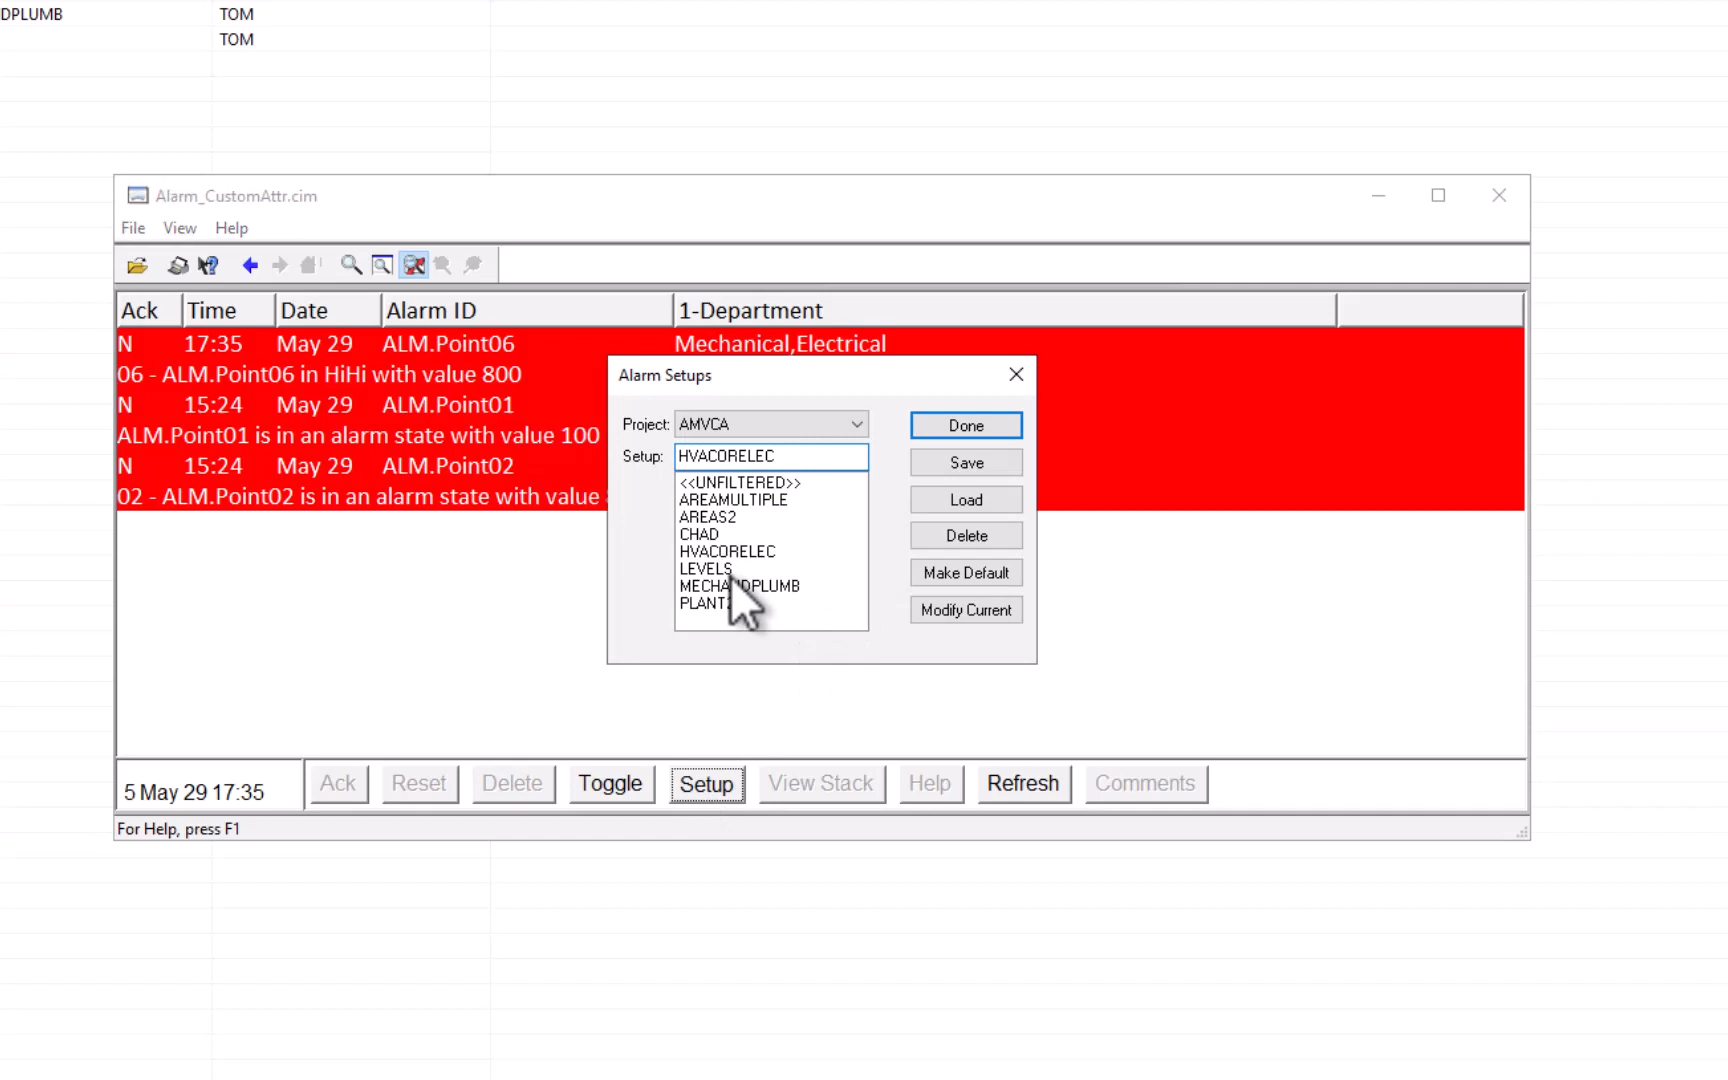 DPLUMB TOM
TOM
Alarm_CustomAttr.cim
File View Help
Ack Time Date Alarm ID 1-Department
N 17:35 May 29 ALM.Point06 Mechanical,Electrical
06 - ALM.Point06 in HiHi with value 800
N 15:24 May 29 ALM.Point01
ALM.Point01 is in an alarm state with value 100
N 15:24 May 29 ALM.Point02
02 - ALM.Point02 is in an alarm state with value
Alarm Setups
Project: AMVCA
Setup: HVACORELEC
<<UNFILTERED>>
AREAMULTIPLE
AREAS2
CHAD
HVACORELEC
LEVELS
MECHANDPLUMB
Done
Save
Load
Delete
Make Default
Modify Current
5 May 29 17:35
Ack Reset Delete Toggle Setup View Stack Help Refresh Comments
For Help, press F1